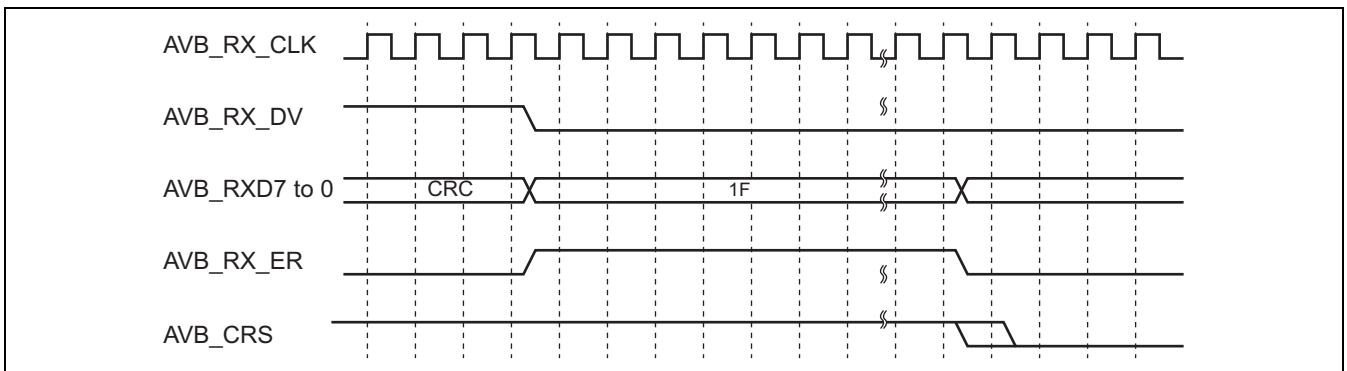 AVB_RX_CLK
AVB_RX_DV
AVB_RXD7 to 0 CRC 1F
AVB_RX_ER
AVB_CRS